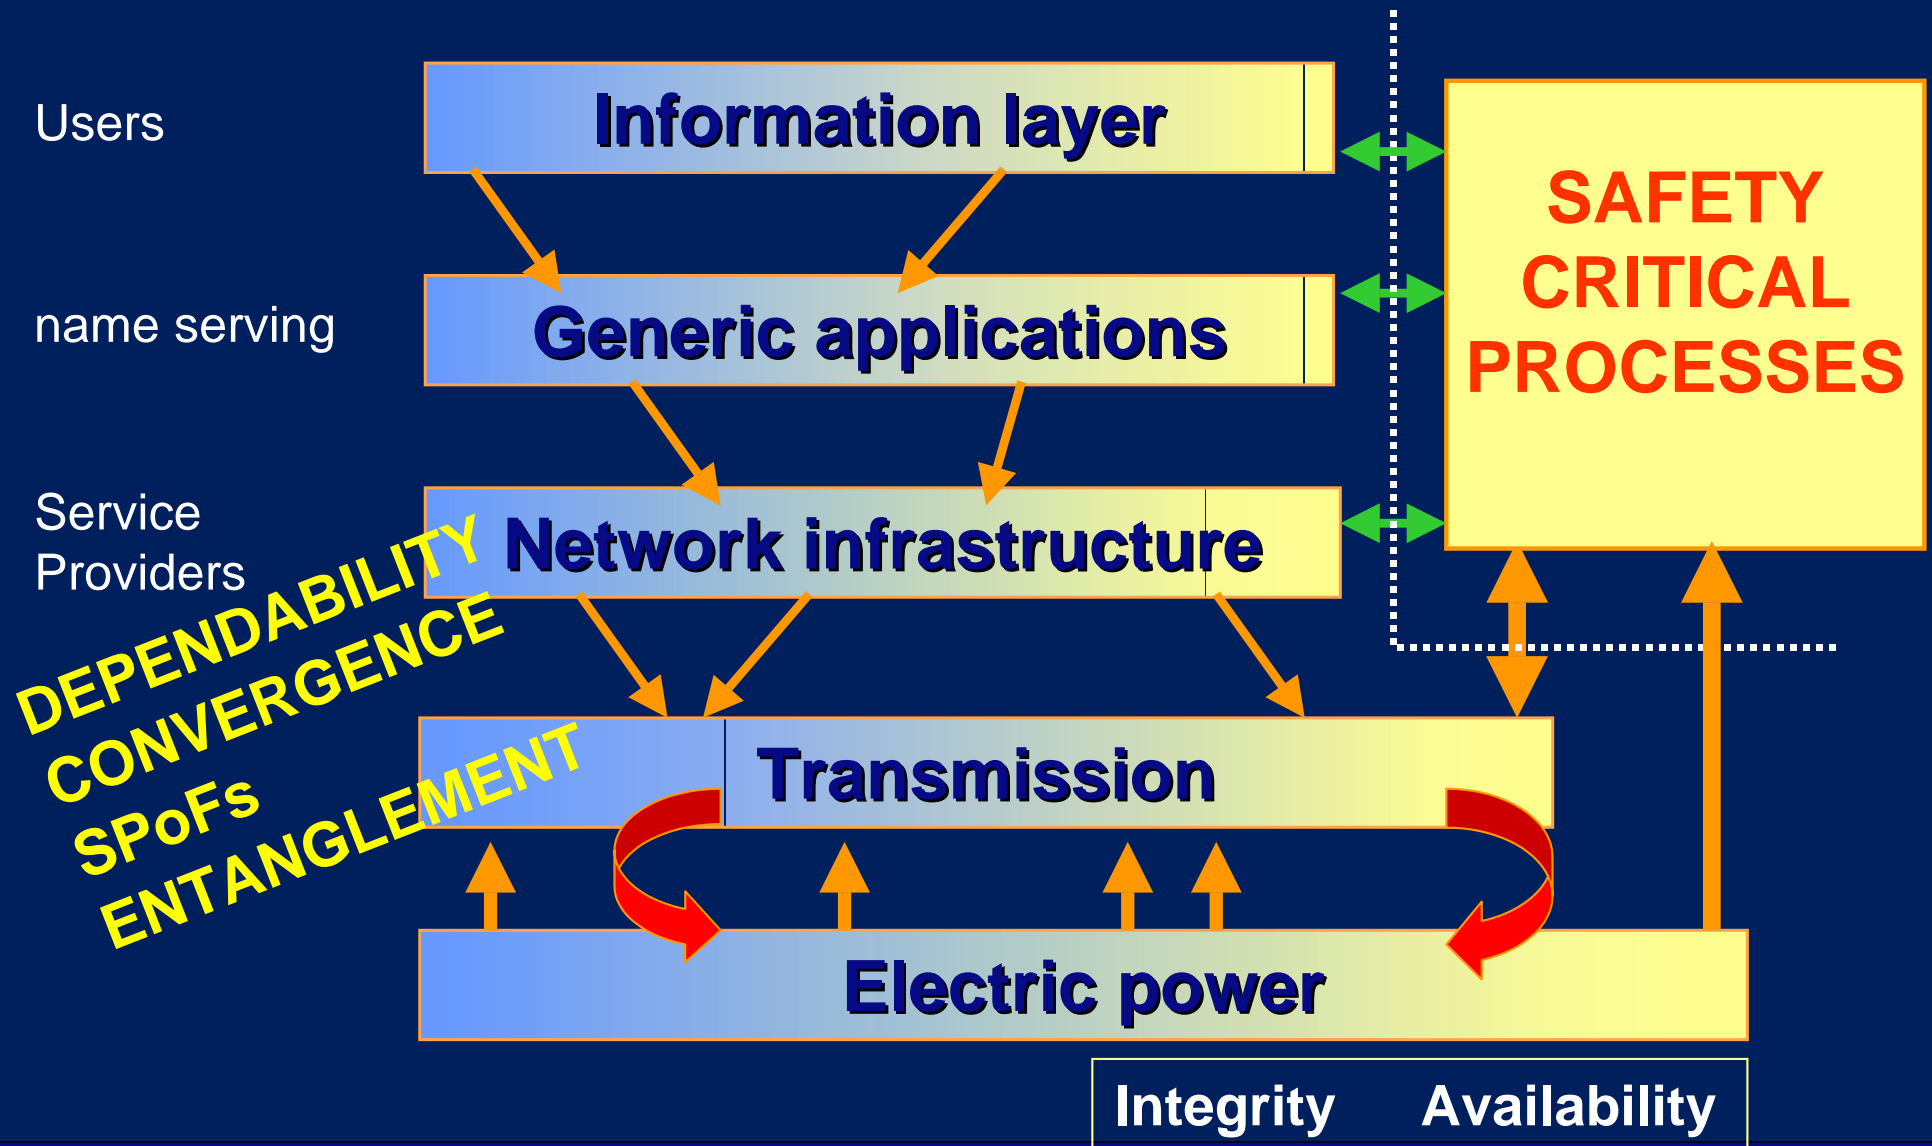 Users
Information layer
SAFETY
CRITICAL
PROCESSES
name serving
Generic applications
Service
Providers
Network infrastructure
DEPENDABILITY
CONVERGENCE
SPoFs
ENTANGLEMENT
Transmission
Electric power
Integrity Availability